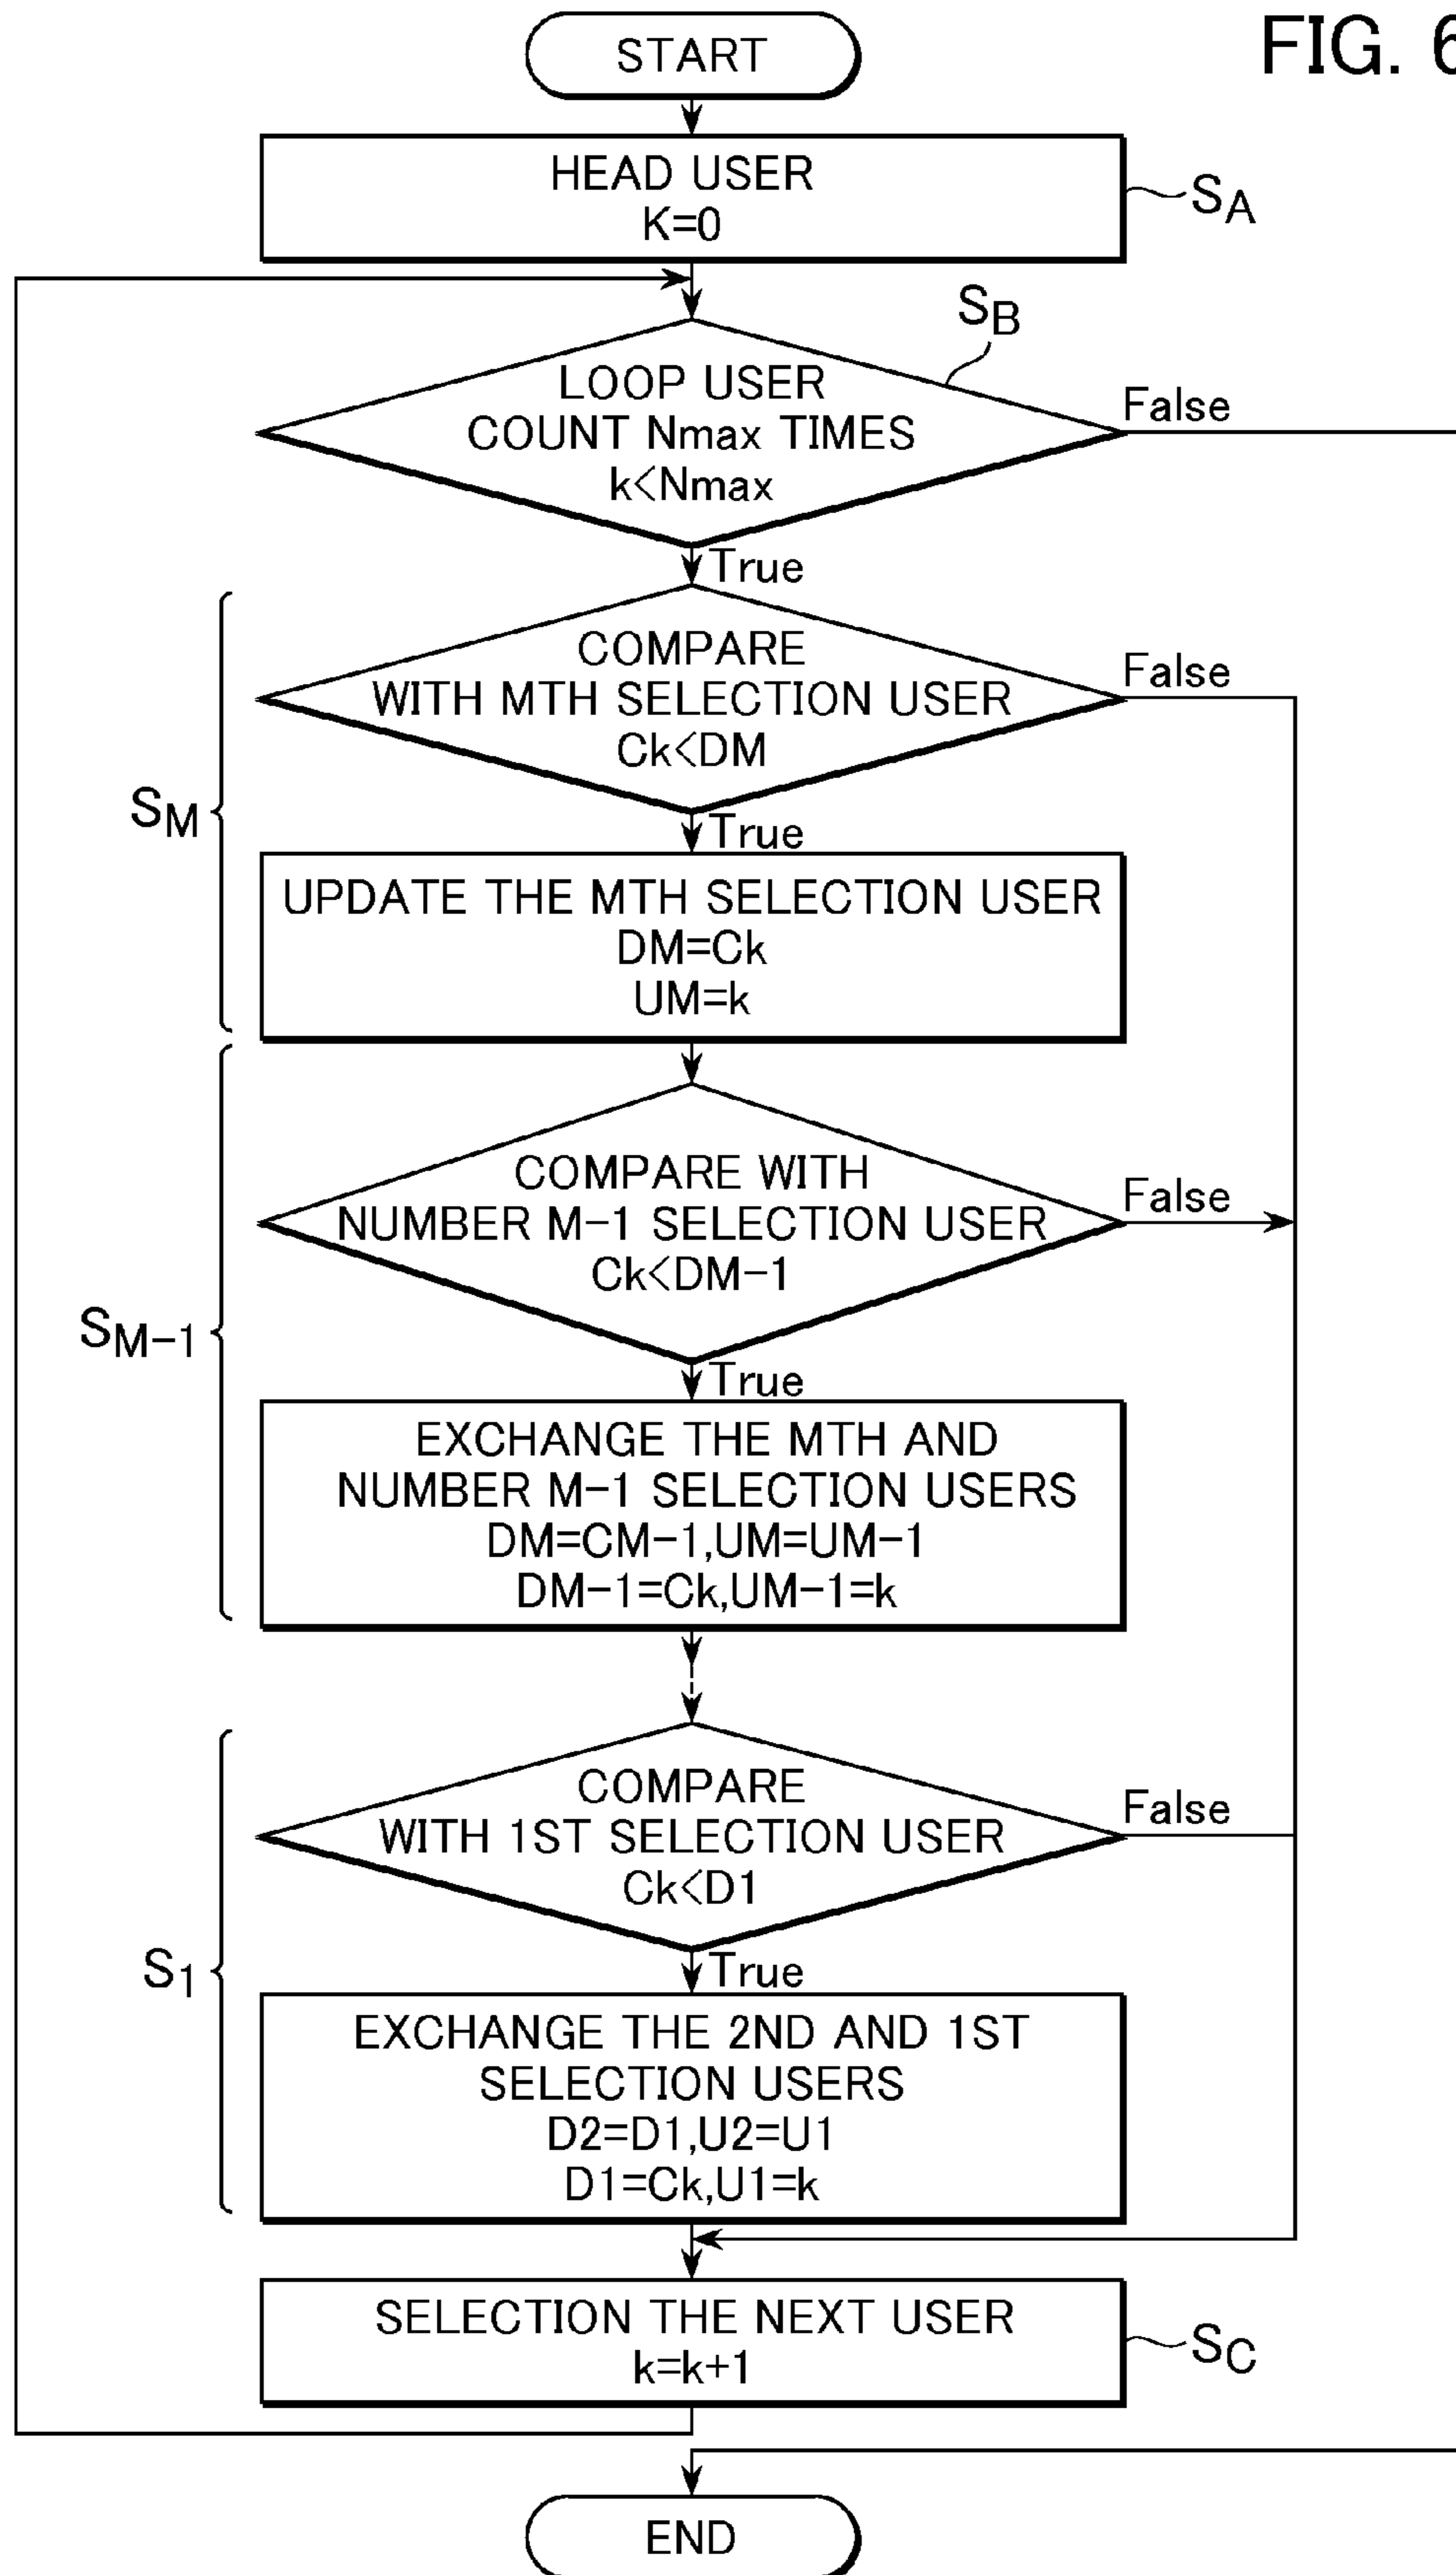 FIG. 6
START
HEAD USER
K=0
SA
SB
LOOP USER
COUNT Nmax TIMES
k<Nmax
False
True
COMPARE
WITH MTH SELECTION USER
Ck<DM
False
SM
True
UPDATE THE MTH SELECTION USER
DM=Ck
UM=k
COMPARE WITH
NUMBER M-1 SELECTION USER
Ck<DM-1
False
SM-1
True
EXCHANGE THE MTH AND
NUMBER M-1 SELECTION USERS
DM=CM-1,UM=UM-1
DM-1=Ck,UM-1=k
COMPARE
WITH 1ST SELECTION USER
Ck<D1
False
S1
True
EXCHANGE THE 2ND AND 1ST
SELECTION USERS
D2=D1,U2=U1
D1=Ck,U1=k
SELECTION THE NEXT USER
k=k+1
SC
END